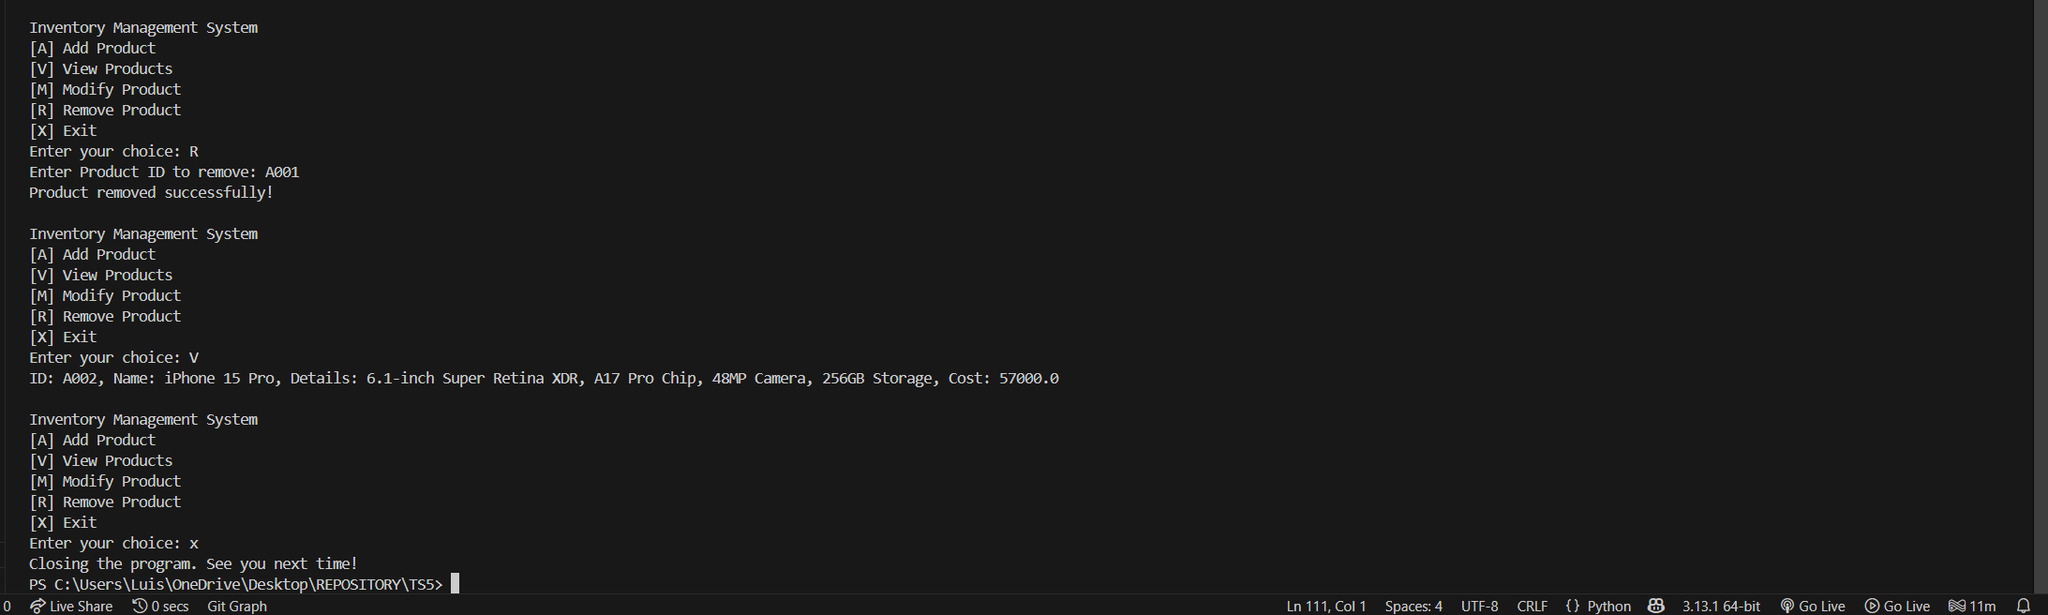 Inventory Management System
[A] Add Product
[V] View Products
[M] Modify Product
[R] Remove Product
[X] Exit
Enter your choice: R
Enter Product ID to remove: A001
Product removed successfully!
Inventory Management System
[A] Add Product
[V] View Products
[M] Modify Product
[R] Remove Product
[X] Exit
Enter your choice: V
ID: A002, Name: iPhone 15 Pro, Details: 6.1-inch Super Retina XDR, A17 Pro Chip, 48MP Camera, 256GB Storage, Cost: 57000.0
Inventory Management System
[A] Add Product
[V] View Products
[M] Modify Product
[R] Remove Product
[X] Exit
Enter your choice: x
Closing the program. See you next time!
PS C:\Users\Luis\OneDrive\Desktop\REPOSITORY\TS5>
0 Live Share 0 secs Git Graph Ln 111, Col 1 Spaces: 4 UTF-8 CRLF {} Python 3.13.1 64-bit Go Live Go Live 11m